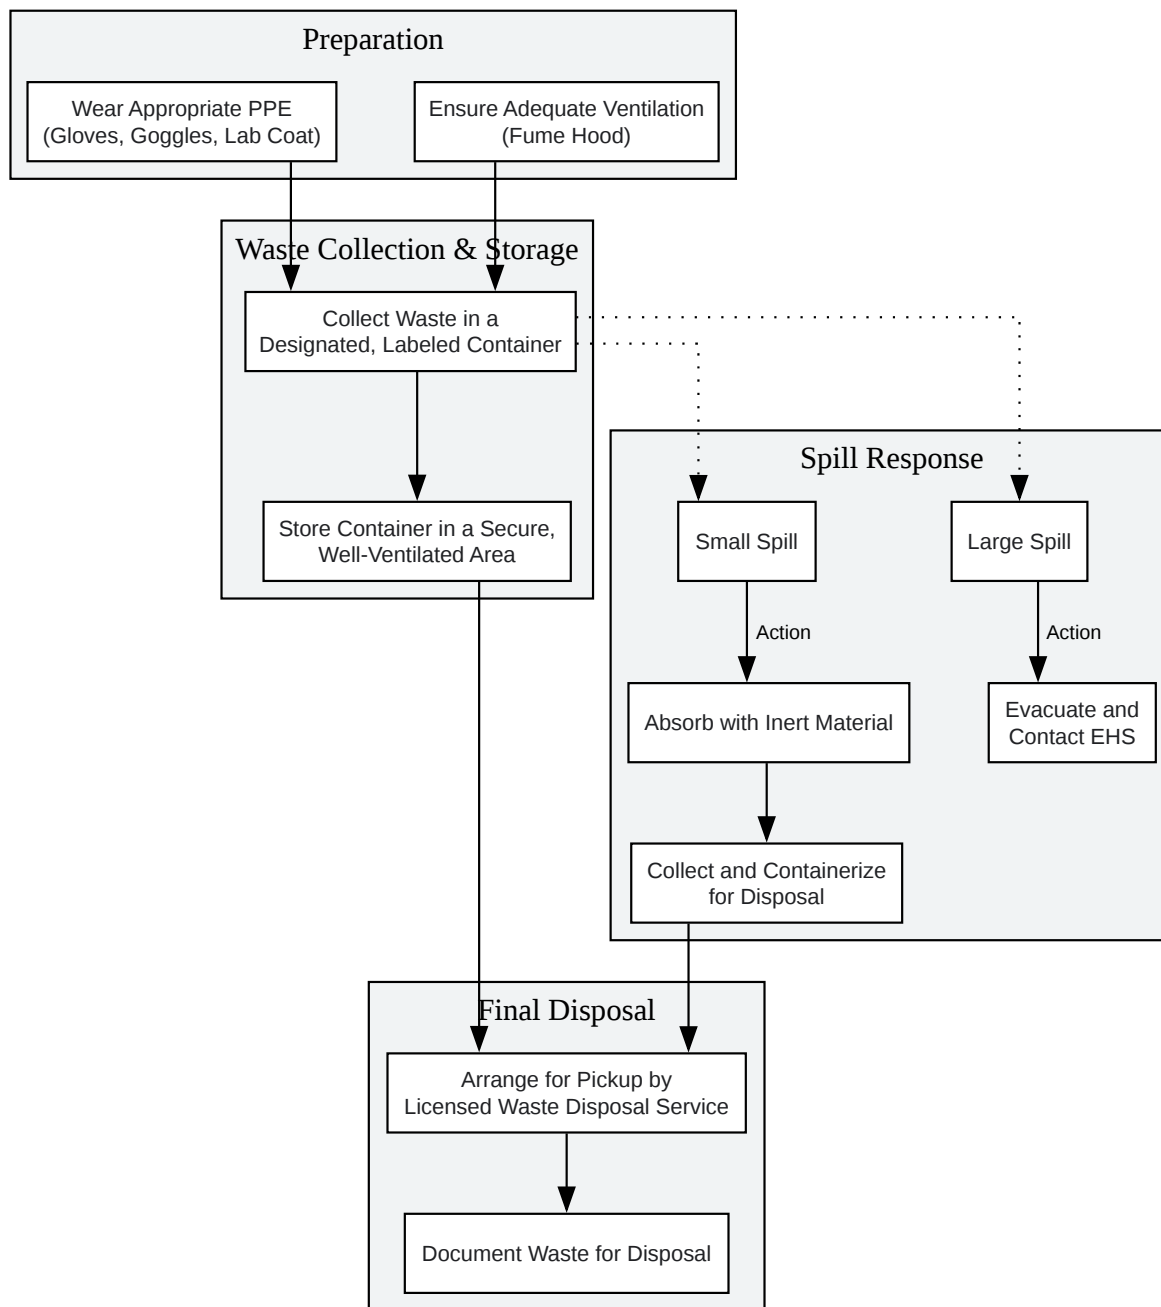 Preparation
Wear Appropriate PPE
(Gloves, Goggles, Lab Coat)
Ensure Adequate Ventilation
(Fume Hood)
Waste Collection & Storage
Collect Waste in a
Designated, Labeled Container
Store Container in a Secure,
Well-Ventilated Area
Spill Response
Small Spill
Large Spill
Action
Action
Absorb with Inert Material
Evacuate and
Contact EHS
Collect and Containerize
for Disposal
Final Disposal
Arrange for Pickup by
Licensed Waste Disposal Service
Document Waste for Disposal